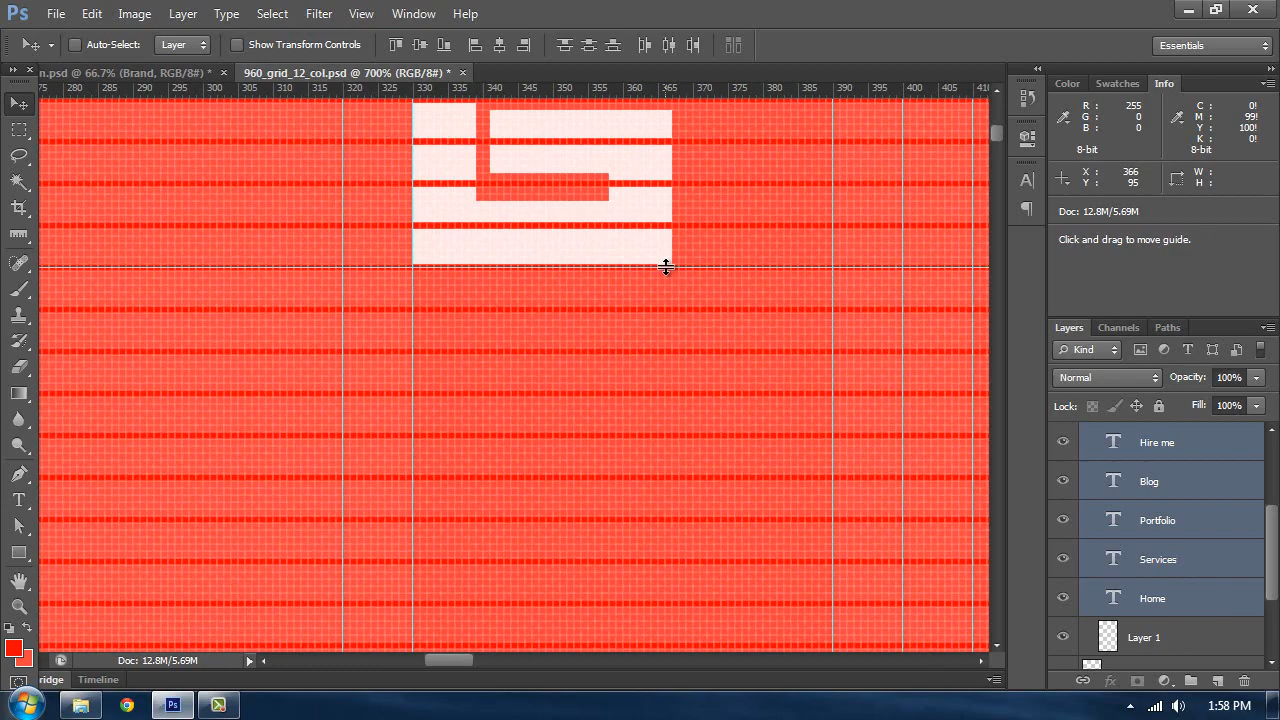 Ps File Edit Image Layer Type Select Filter View Window Help
Auto-Select: Layer Show Transform Controls Essentials
n.psd @ 66.7% (Brand, RGB/8#) * × 960_grid_12_col.psd @ 700% (RGB/8#) * ×
275 280 285 290 295 300 305 310 315 320 325 330 335 340 345 350 355 360 365 370 375 380 385 390 395 400 405 410
Color Swatches Info
R : 255 C : 0!
G : 0 M : 99!
B : 0 Y : 100!
K : 0!
8-bit 8-bit
X : 366 W :
Y : 95 H :
Doc: 12.8M/5.69M
Click and drag to move guide.
Layers Channels Paths
Kind
Normal Opacity: 100%
Lock: Fill: 100%
T Hire me
T Blog
T Portfolio
T Services
T Home
Layer 1
Doc: 12.8M/5.69M
ridge Timeline
Ps 1:58 PM